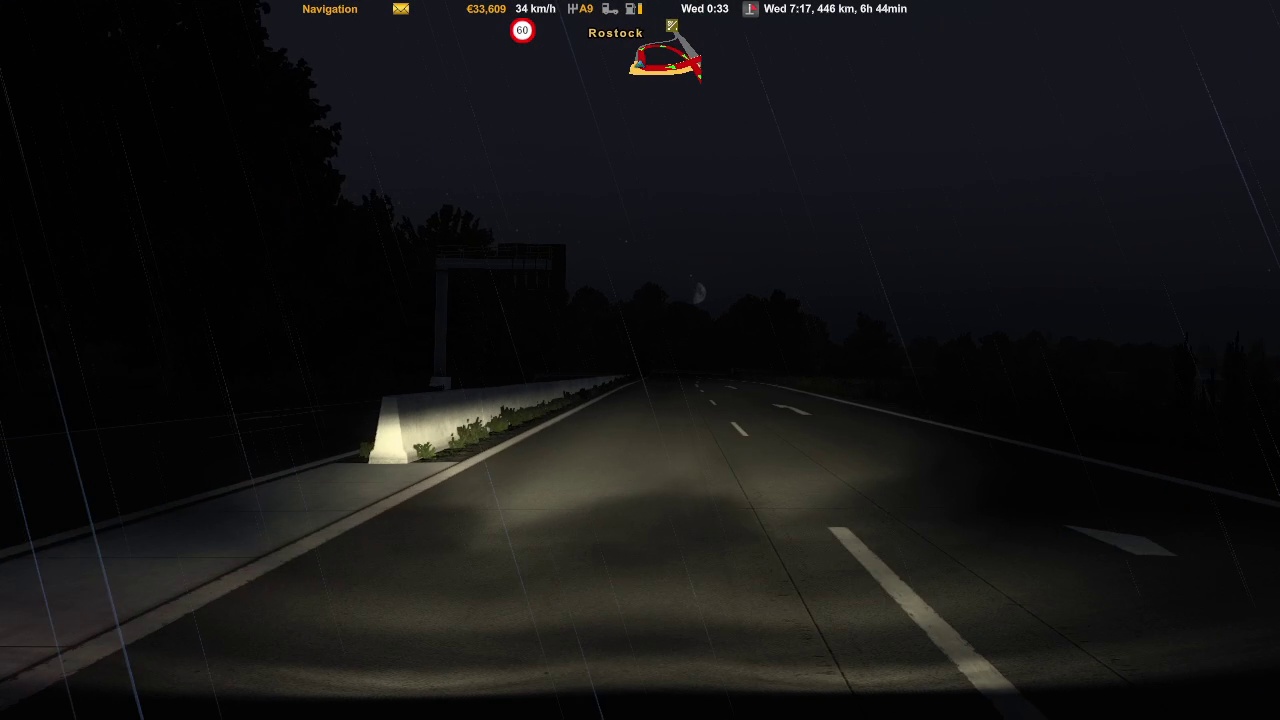 Navigation €33,609 34 km/h A9 Wed 0:33 Wed 7:17, 446 km, 6h 44min
60 Rostock